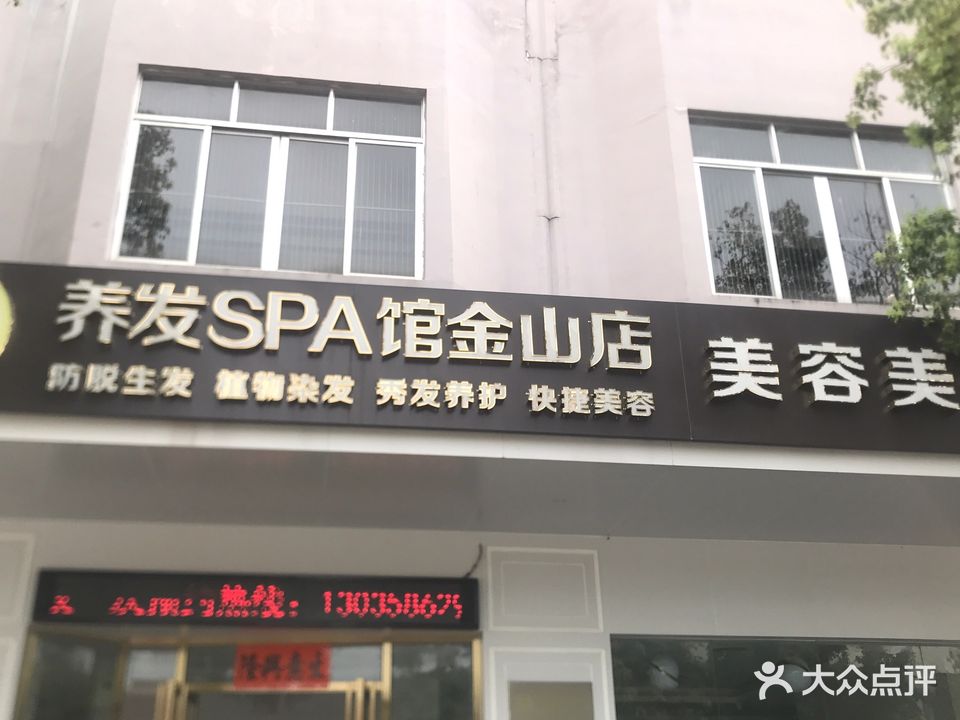 养发SPA馆金山店
防脱生发 植物染发 秀发养护 快捷美容
美容美
热线：13035867
大众点评